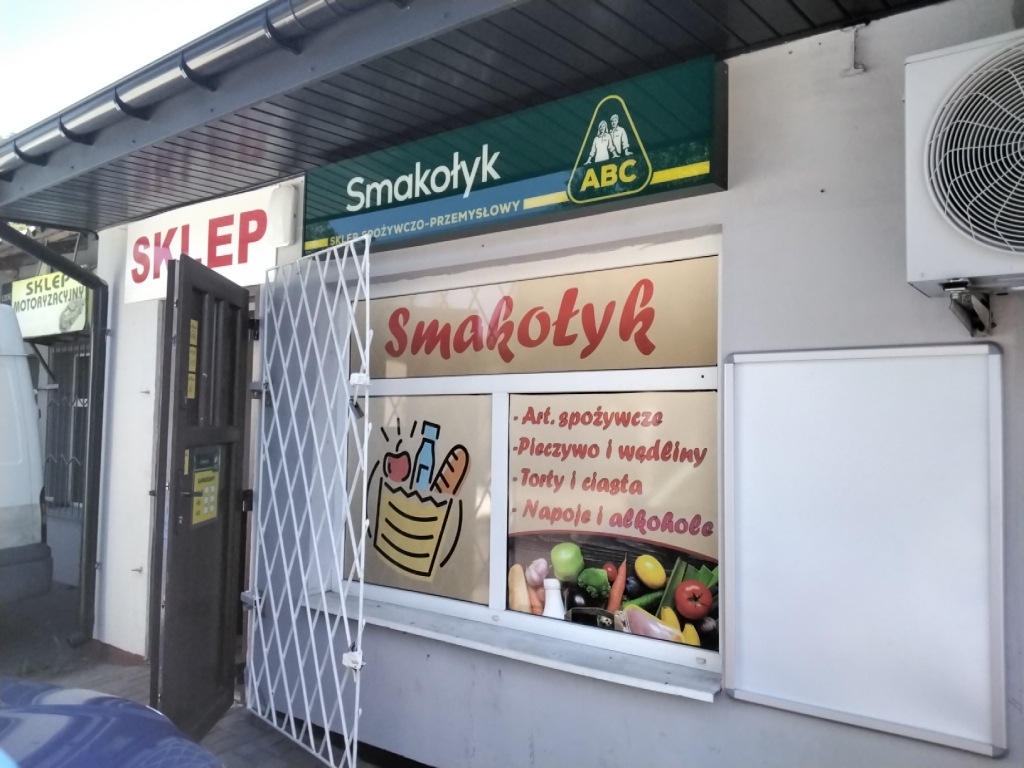 Smakołyk
ABC
SKLEP SPOŻYWCZO-PRZEMYSŁOWY
SKLEP
SKLEP
MOTORYZACYJNY
Smakołyk
- Art. spożywcze
- Pieczywo i wędliny
- Torty i ciasta
- Napoje i alkohole